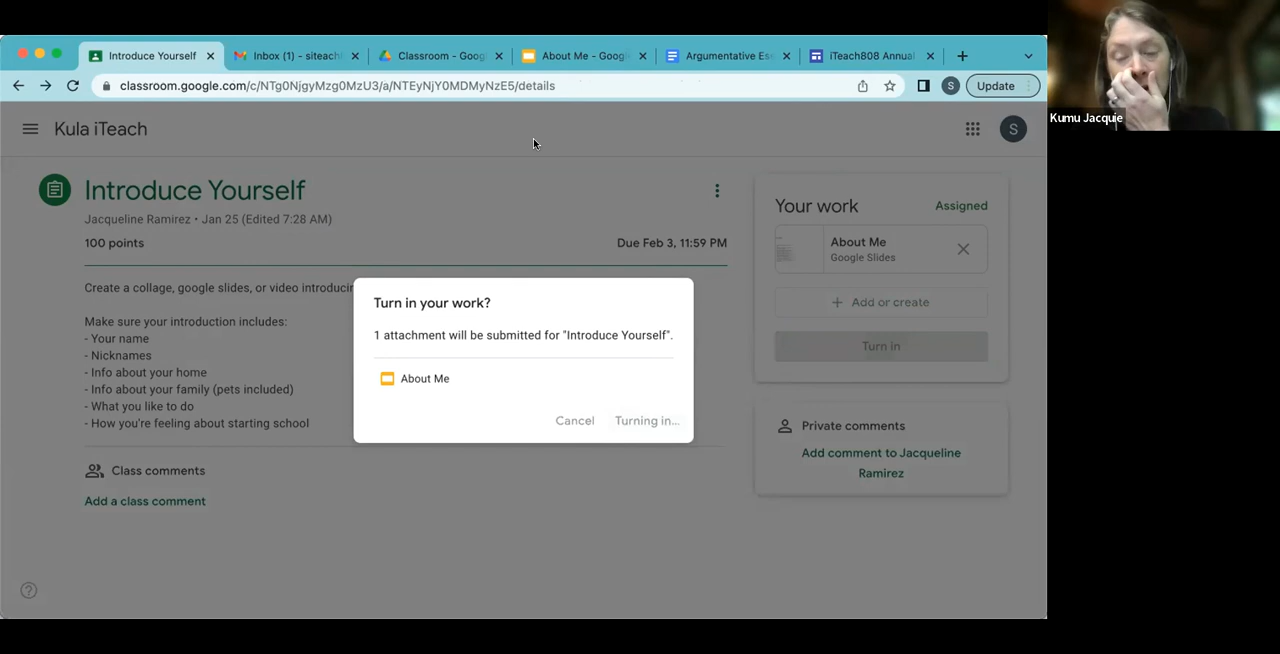 Introduce Yourself
Inbox (1) - siteach
Classroom - Goog
About Me - Goog
Argumentative Es
iTeach808 Annual
classroom.google.com/c/NTg0NjgyMzg0MzU3/a/NTEyNjY0MDMyNzE5/details
S
Update
Kula iTeach
S
Kumu Jacquie
Introduce Yourself
Jacqueline Ramirez • Jan 25 (Edited 7:28 AM)
100 points
Due Feb 3, 11:59 PM
Create a collage, google slides, or video introducin
Make sure your introduction includes:
- Your name
- Nicknames
- Info about your home
- Info about your family (pets included)
- What you like to do
- How you're feeling about starting school
Class comments
Add a class comment
Turn in your work?
1 attachment will be submitted for "Introduce Yourself".
About Me
Cancel
Turning in...
Your work
Assigned
About Me
Google Slides
+ Add or create
Turn in
Private comments
Add comment to Jacqueline
Ramirez